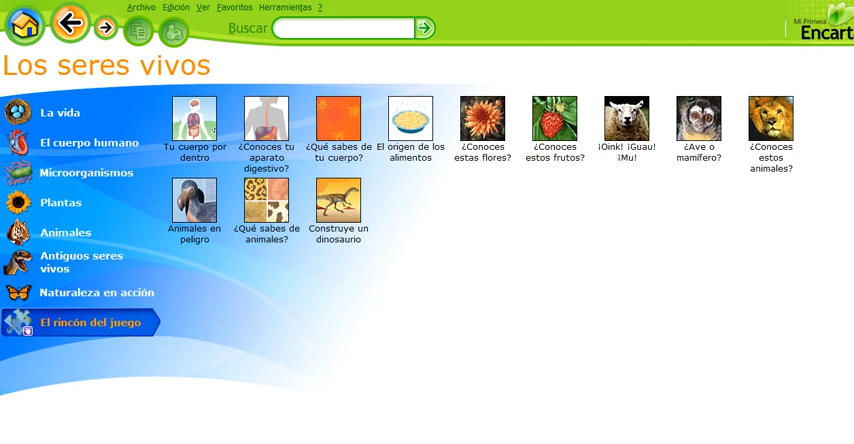 Archivo Edición Ver Favoritos Herramientas ?
Buscar
Mi Primera
Encart
Los seres vivos
La vida
El cuerpo humano
Microorganismos
Plantas
Animales
Antiguos seres
vivos
Naturaleza en acción
El rincón del juego
Tu cuerpo por
dentro
¿Conoces tu
aparato
digestivo?
¿Qué sabes de
tu cuerpo?
El origen de los
alimentos
¿Conoces
estas flores?
¿Conoces
estos frutos?
¡Oink! ¡Guau!
¡Mu!
¿Ave o
mamífero?
¿Conoces
estos
animales?
Animales en
peligro
¿Qué sabes de
animales?
Construye un
dinosaurio